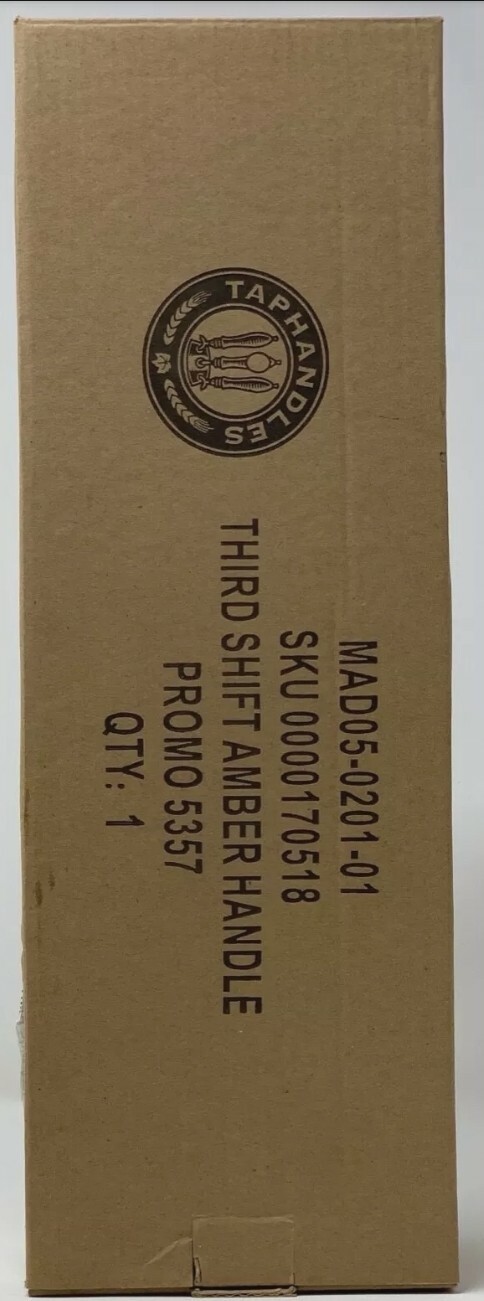 TAPHANDLES
MAD05-0201-01
SKU 0000170518
THIRD SHIFT AMBER HANDLE
PROMO 5357
QTY: 1